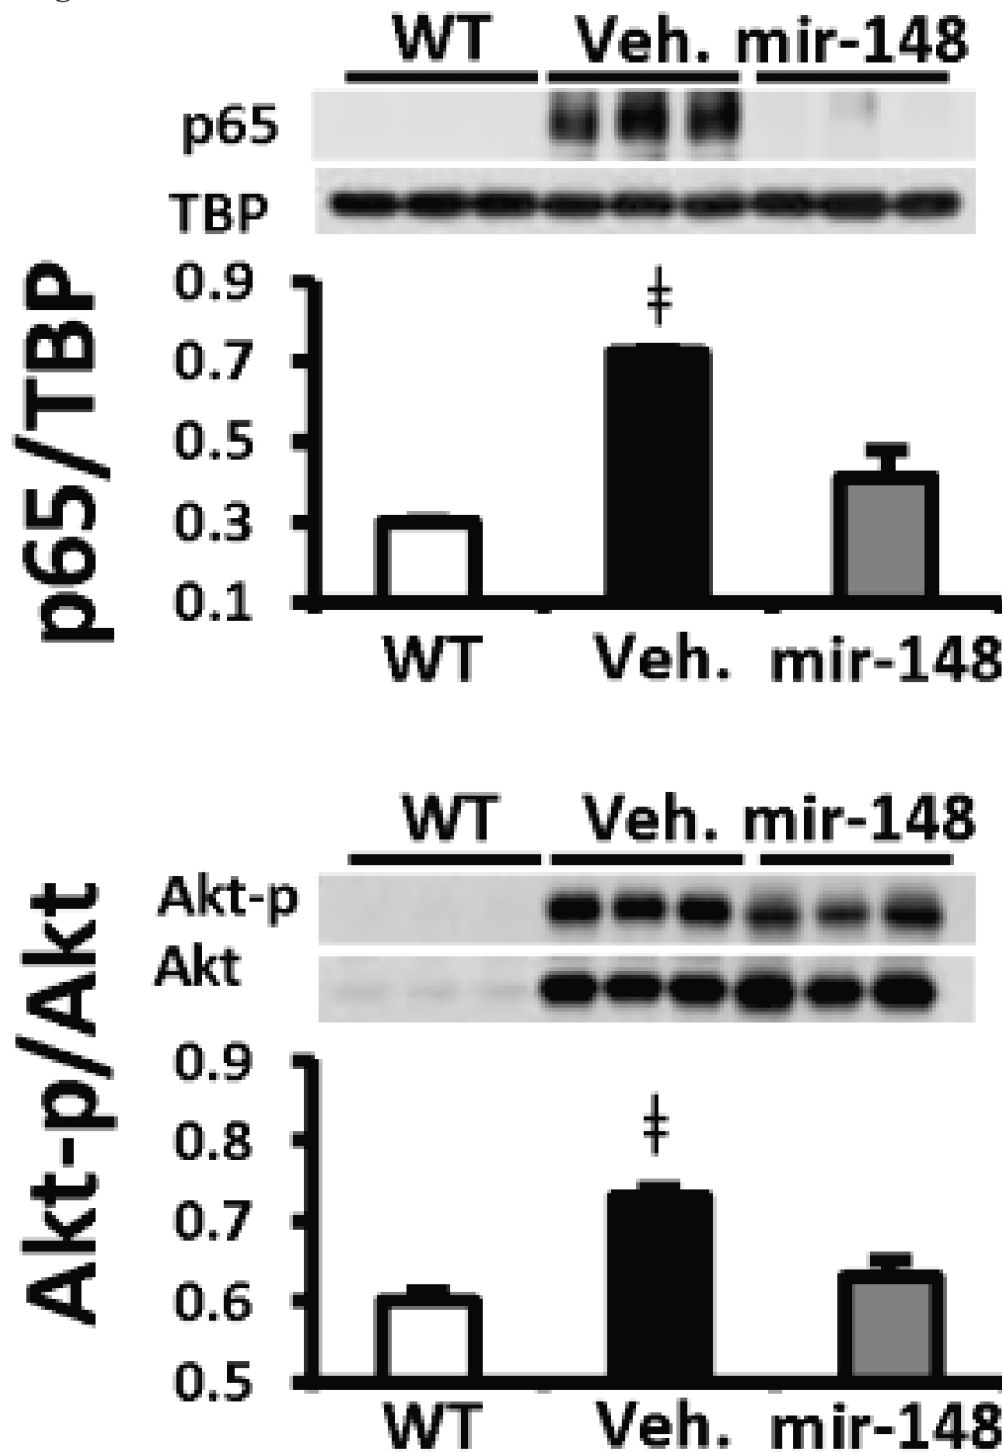 WT Veh. mir-148
p65
TBP
p65/TBP
0.9
‡
0.7
0.5
0.3
0.1
WT Veh. mir-148
WT Veh. mir-148
Akt-p
Akt
Akt-p/Akt
0.9
‡
0.8
0.7
0.6
0.5
WT Veh. mir-148